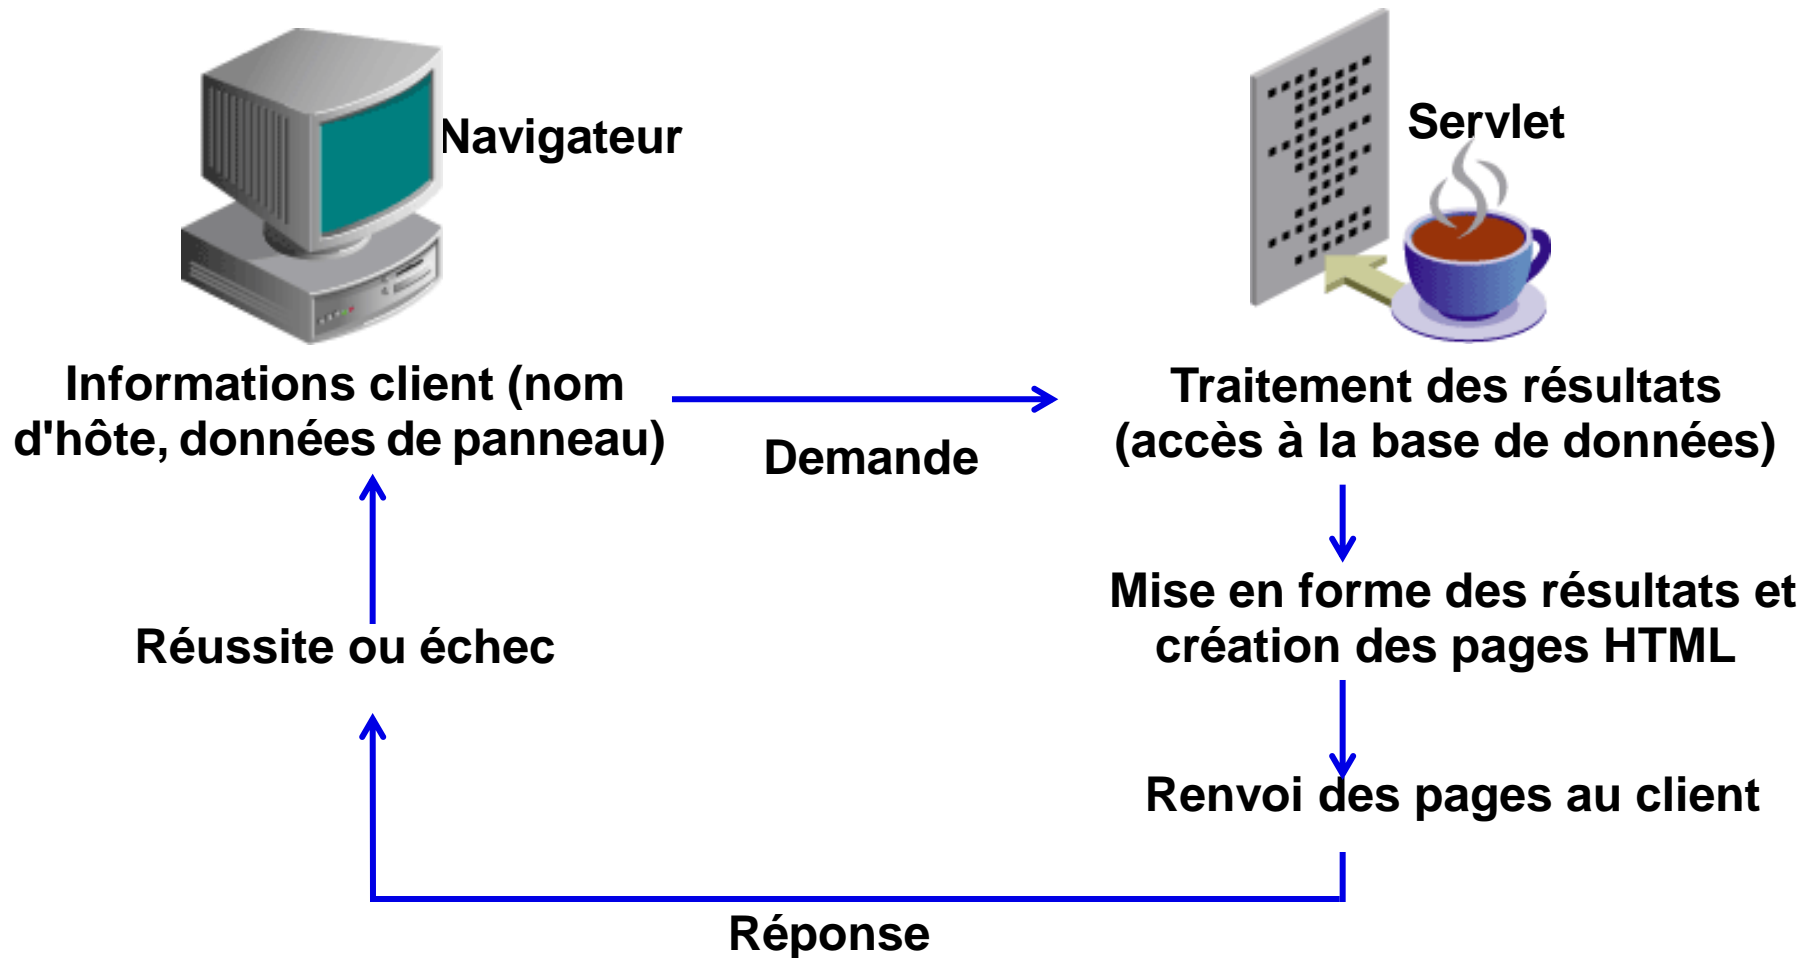 Navigateur
Servlet
Informations client (nom
d'hôte, données de panneau)
Demande
Traitement des résultats
(accès à la base de données)
Mise en forme des résultats et
création des pages HTML
Réussite ou échec
Renvoi des pages au client
Réponse